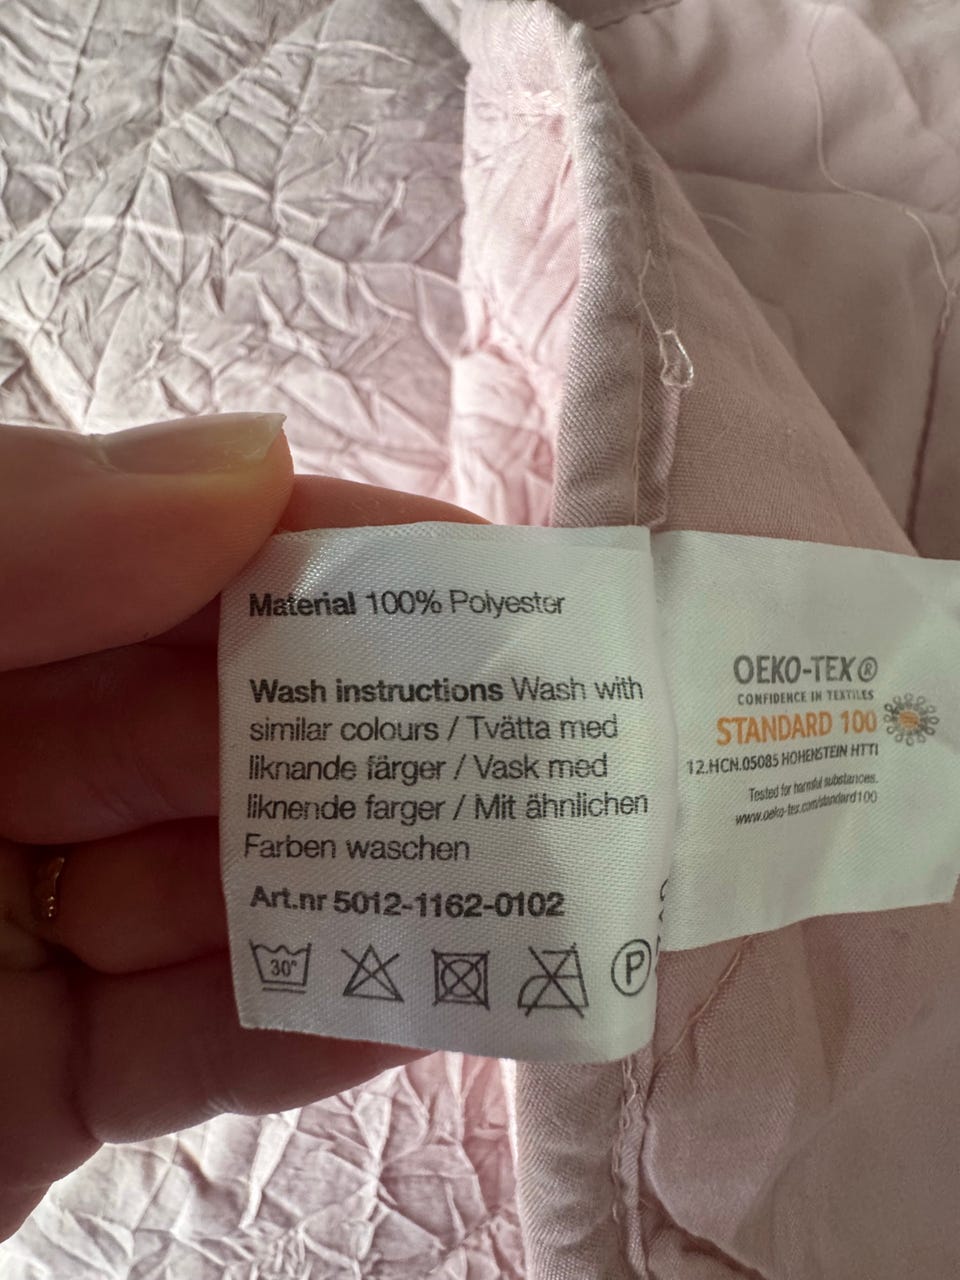 Material 100% Polyester
Wash instructions Wash with
similar colours / Tvätta med
liknande färger / Vask med
liknende farger / Mit ähnlichen
Farben waschen
Art.nr 5012-1162-0102
30°
P
OEKO-TEX®
CONFIDENCE IN TEXTILES
STANDARD 100
12.HCN.05085 HOHENSTEIN HTTI
Tested for harmful substances.
www.oeko-tex.com/standard100